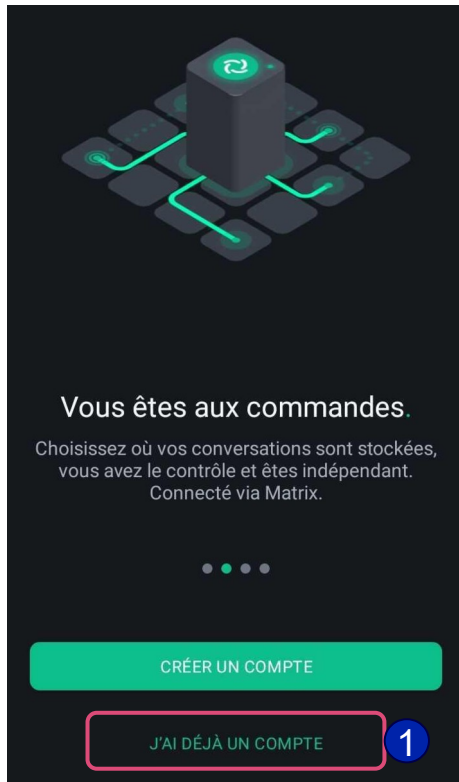 Vous êtes aux commandes.
Choisissez où vos conversations sont stockées,
vous avez le contrôle et êtes indépendant.
Connecté via Matrix.
CRÉER UN COMPTE
J'AI DÉJÀ UN COMPTE
1